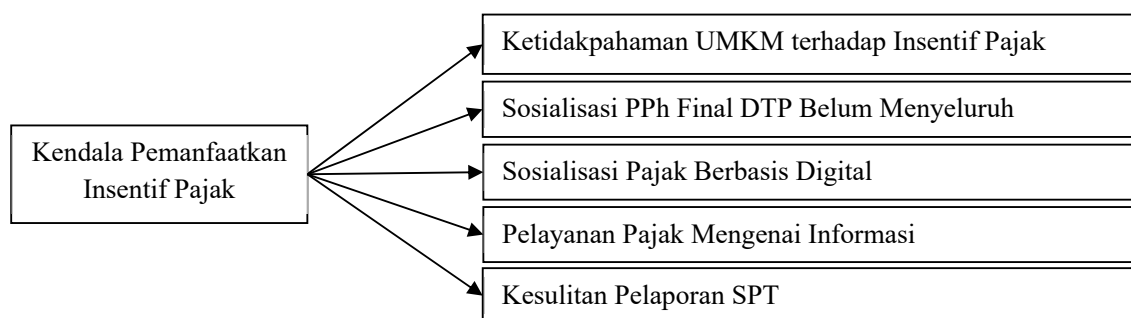 Ketidakpahaman UMKM terhadap Insentif Pajak
Sosialisasi PPh Final DTP Belum Menyeluruh
Kendala Pemanfaatkan
Insentif Pajak
Sosialisasi Pajak Berbasis Digital
Pelayanan Pajak Mengenai Informasi
Kesulitan Pelaporan SPT